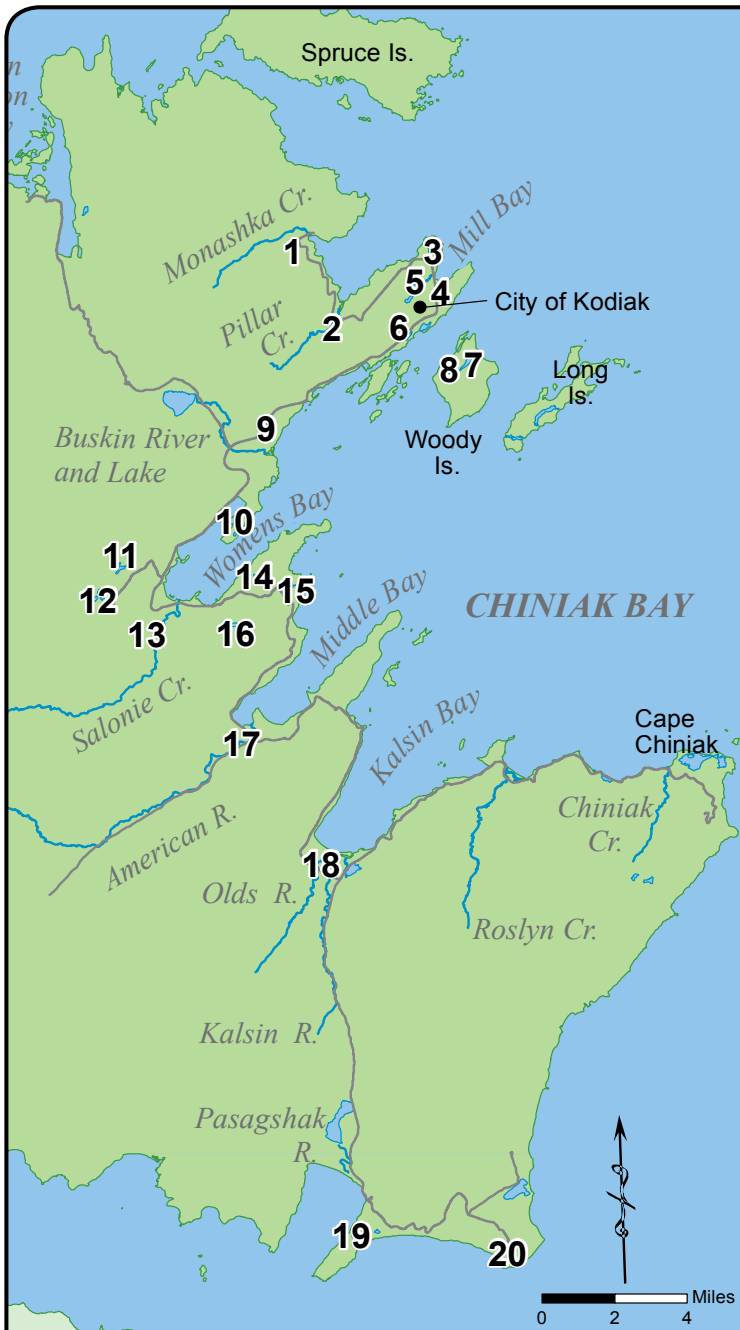 Spruce Is.
n
on
Monashka Cr.
Mill Bay
1
3
5
4
City of Kodiak
Pillar
Cr.
2
6
8
7
Long
Is.
Woody
Is.
9
Buskin River
and Lake
10
Womens Bay
11
14
15
12
13
16
Middle Bay
CHINIAK BAY
Salonie Cr.
17
Kalsin Bay
Cape
Chiniak
American R.
Chiniak
Cr.
18
Olds R.
Roslyn Cr.
Kalsin R.
Pasagshak
R.
19
20
Miles
0 2 4